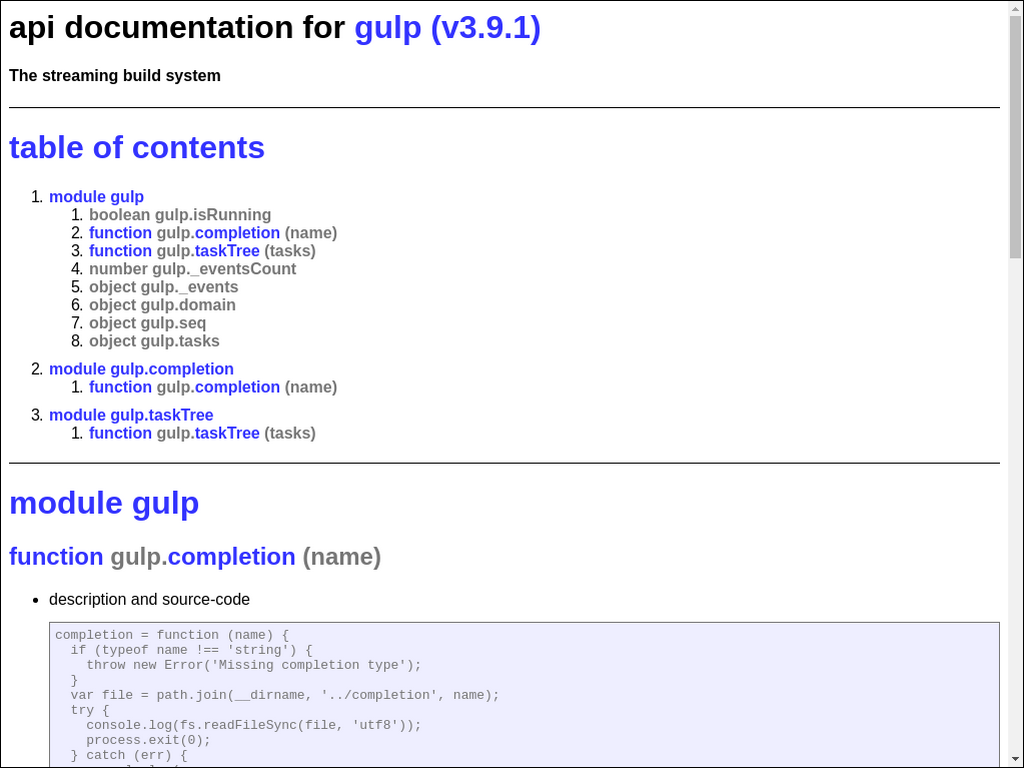 api documentation for gulp (v3.9.1)
The streaming build system
table of contents
1. module gulp
1. boolean gulp.isRunning
2. function gulp.completion (name)
3. function gulp.taskTree (tasks)
4. number gulp._eventsCount
5. object gulp._events
6. object gulp.domain
7. object gulp.seq
8. object gulp.tasks
2. module gulp.completion
1. function gulp.completion (name)
3. module gulp.taskTree
1. function gulp.taskTree (tasks)
module gulp
function gulp.completion (name)
• description and source-code
completion = function (name) {
  if (typeof name !== 'string') {
    throw new Error('Missing completion type');
  }
  var file = path.join(__dirname, '../completion', name);
  try {
    console.log(fs.readFileSync(file, 'utf8'));
    process.exit(0);
  } catch (err) {